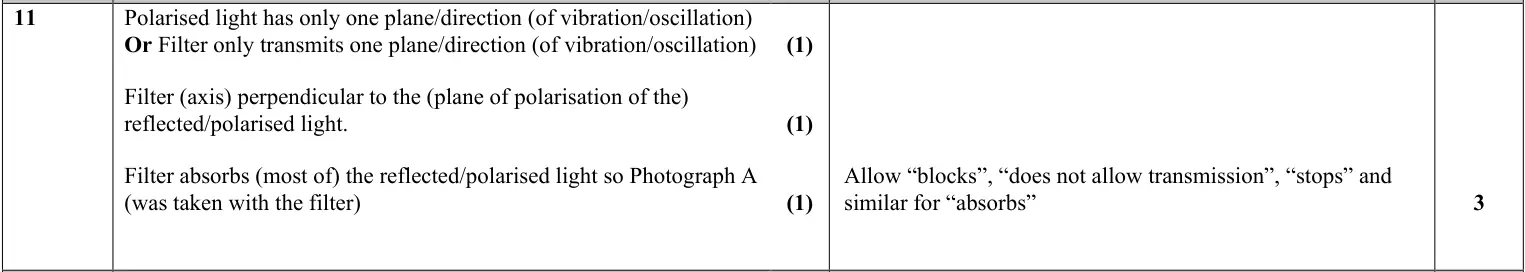 11
Polarised light has only one plane/direction (of vibration/oscillation)
Or Filter only transmits one plane/direction (of vibration/oscillation) (1)
Filter (axis) perpendicular to the (plane of polarisation of the)
reflected/polarised light. (1)
Filter absorbs (most of) the reflected/polarised light so Photograph A
(was taken with the filter) (1)
Allow “blocks”, “does not allow transmission”, “stops” and
similar for “absorbs”
3